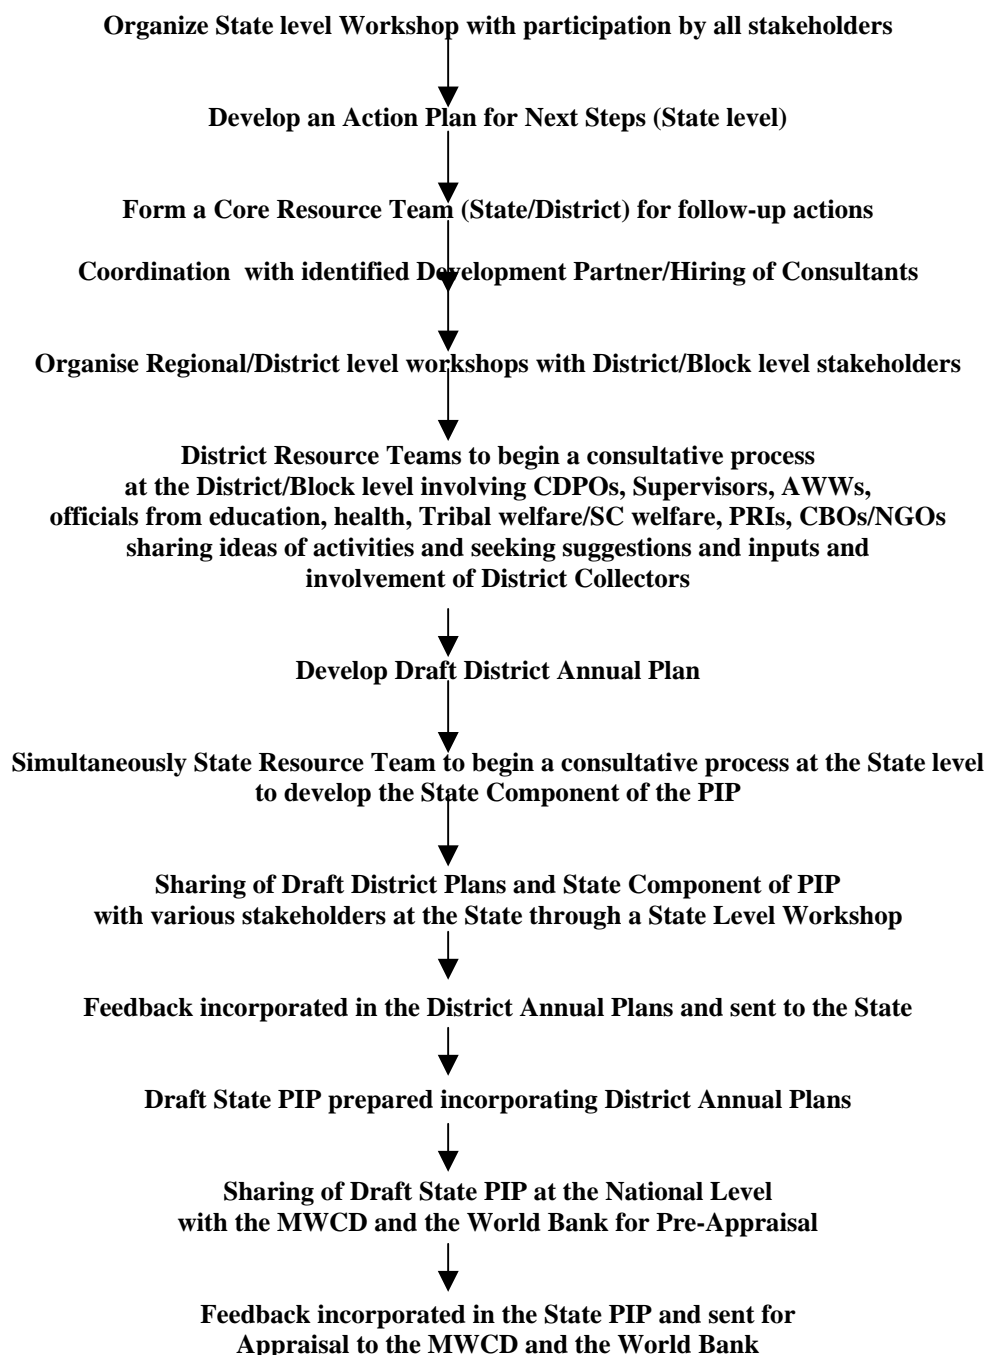 Organize State level Workshop with participation by all stakeholders
Develop an Action Plan for Next Steps (State level)
Form a Core Resource Team (State/District) for follow-up actions
Coordination with identified Development Partner/Hiring of Consultants
Organise Regional/District level workshops with District/Block level stakeholders
District Resource Teams to begin a consultative process
at the District/Block level involving CDPOs, Supervisors, AWWs,
officials from education, health, Tribal welfare/SC welfare, PRIs, CBOs/NGOs
sharing ideas of activities and seeking suggestions and inputs and
involvement of District Collectors
Develop Draft District Annual Plan
Simultaneously State Resource Team to begin a consultative process at the State level
to develop the State Component of the PIP
Sharing of Draft District Plans and State Component of PIP
with various stakeholders at the State through a State Level Workshop
Feedback incorporated in the District Annual Plans and sent to the State
Draft State PIP prepared incorporating District Annual Plans
Sharing of Draft State PIP at the National Level
with the MWCD and the World Bank for Pre-Appraisal
Feedback incorporated in the State PIP and sent for
Appraisal to the MWCD and the World Bank